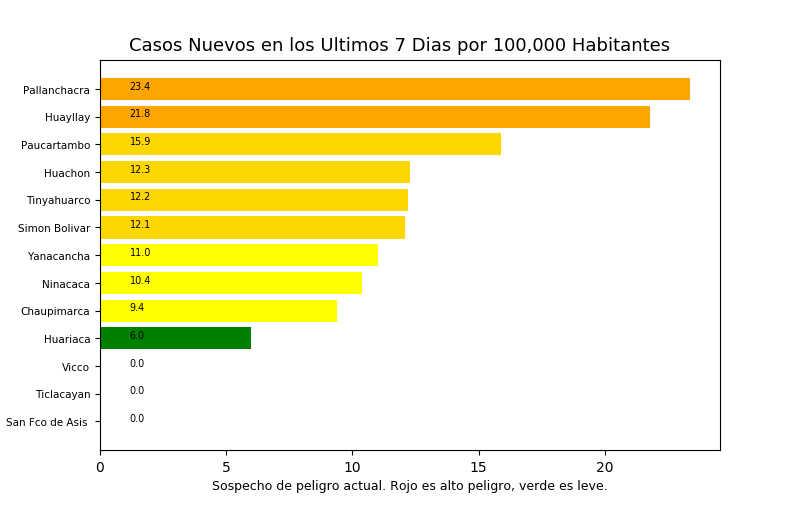 Casos Nuevos en los Ultimos 7 Dias por 100,000 Habitantes
Pallanchacra 23.4
Huayllay 21.8
Paucartambo 15.9
Huachon 12.3
Tinyahuarco 12.2
Simon Bolivar 12.1
Yanacancha 11.0
Ninacaca 10.4
Chaupimarca 9.4
Huariaca 6.0
Vicco 0.0
Ticlacayan 0.0
San Fco de Asis 0.0
0 5 10 15 20
Sospecho de peligro actual. Rojo es alto peligro, verde es leve.